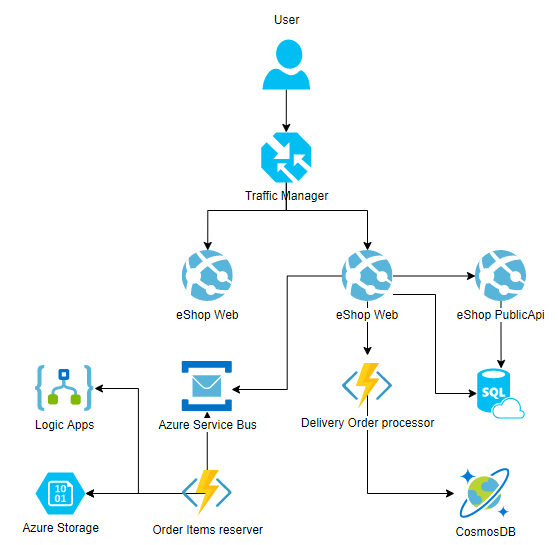 User
Traffic Manager
eShop Web
eShop Web
eShop PublicApi
SQL
Logic Apps
Azure Service Bus
Delivery Order processor
10
01
Azure Storage
Order Items reserver
CosmosDB